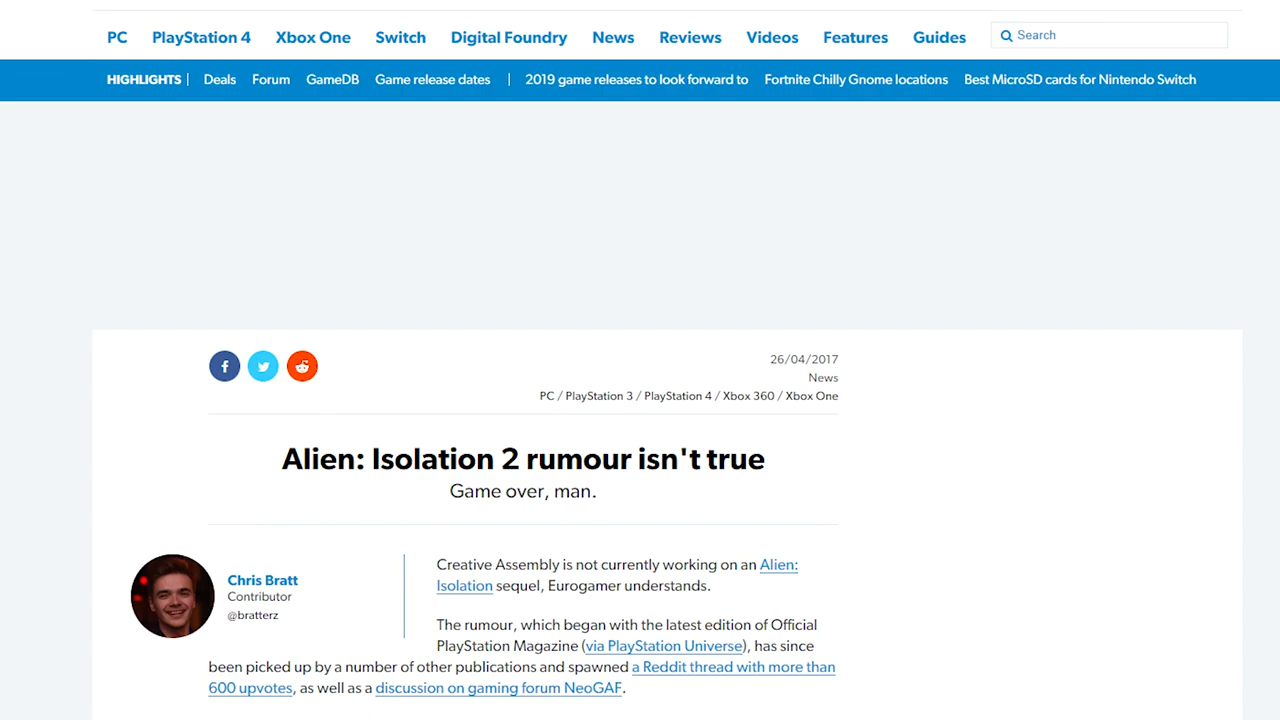 PC PlayStation 4 Xbox One Switch Digital Foundry News Reviews Videos Features Guides Search
HIGHLIGHTS | Deals Forum GameDB Game release dates | 2019 game releases to look forward to Fortnite Chilly Gnome locations Best MicroSD cards for Nintendo Switch
26/04/2017
News
PC / PlayStation 3 / PlayStation 4 / Xbox 360 / Xbox One
Alien: Isolation 2 rumour isn't true
Game over, man.
Chris Bratt
Contributor
@bratterz
Creative Assembly is not currently working on an Alien:
Isolation sequel, Eurogamer understands.
The rumour, which began with the latest edition of Official
PlayStation Magazine (via PlayStation Universe), has since
been picked up by a number of other publications and spawned a Reddit thread with more than
600 upvotes, as well as a discussion on gaming forum NeoGAF.